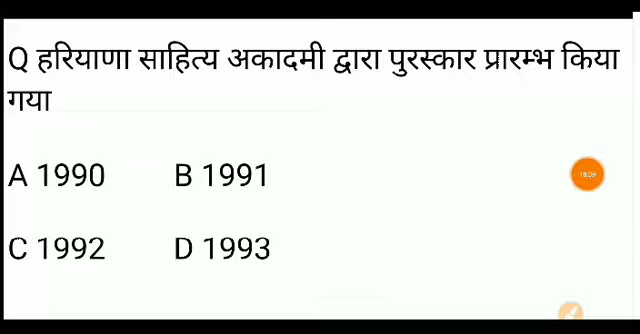 Q हरियाणा साहित्य अकादमी द्वारा पुरस्कार प्रारम्भ किया
गया
A 1990 B 1991
C 1992 D 1993